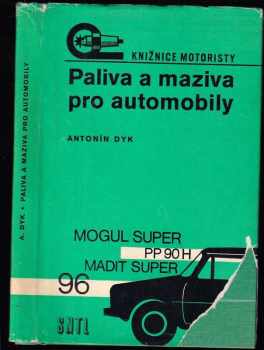 KNIŽNICE MOTORISTY
Paliva a maziva
pro automobily
ANTONÍN DYK
MOGUL SUPER
PP 90 H
MADIT SUPER
96
SNTL
A. DYK • PALIVA A MAZIVA PRO AUTOMOBILY